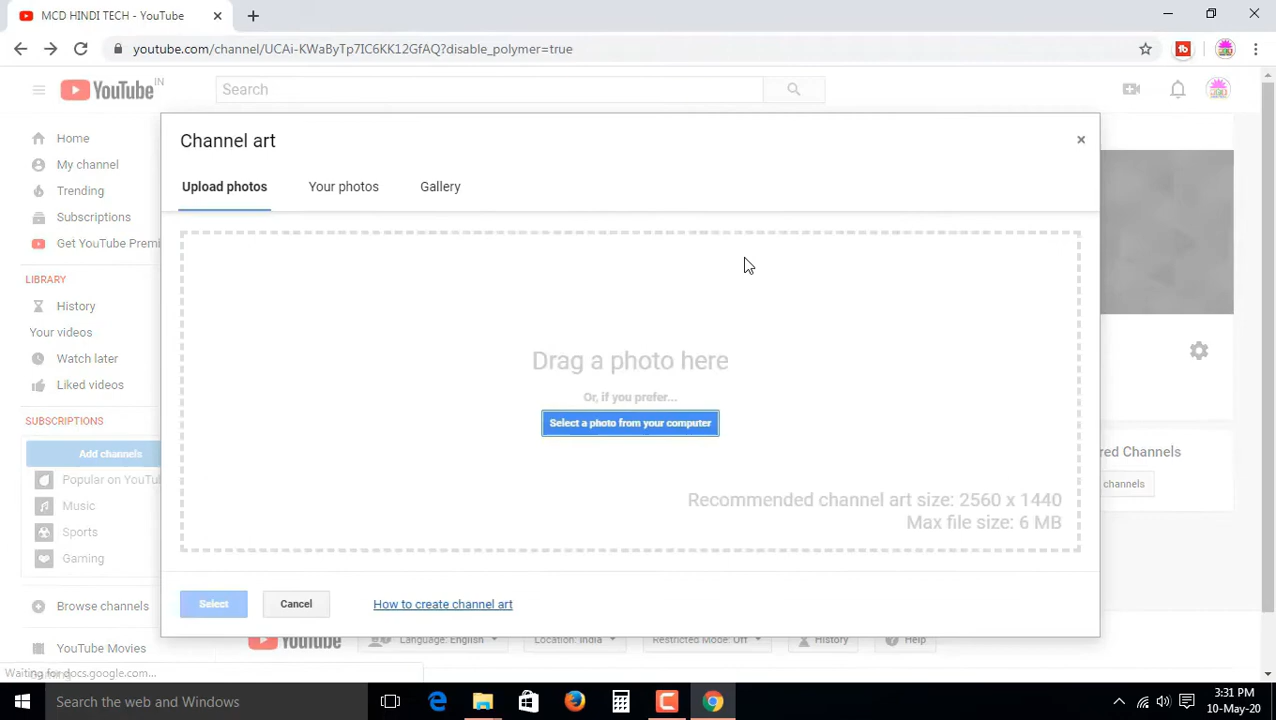 MCD HINDI TECH - YouTube
youtube.com/channel/UCAi-KWaByTp7IC6KK12GfAQ?disable_polymer=true
YouTube IN
Search
Home
My channel
Trending
Subscriptions
Get YouTube Premi
LIBRARY
History
Your videos
Watch later
Liked videos
SUBSCRIPTIONS
Add channels
Popular on YouTu
Music
Sports
Gaming
Browse channels
YouTube Movies
Channel art
Upload photos
Your photos
Gallery
Drag a photo here
Or, if you prefer...
Select a photo from your computer
Recommended channel art size: 2560 x 1440
Max file size: 6 MB
Select
Cancel
How to create channel art
red Channels
channels
YouTube
Language: English
Location: India
Restricted Mode: Off
History
Help
Waiting for docs.google.com...
Search the web and Windows
3:31 PM
10-May-20